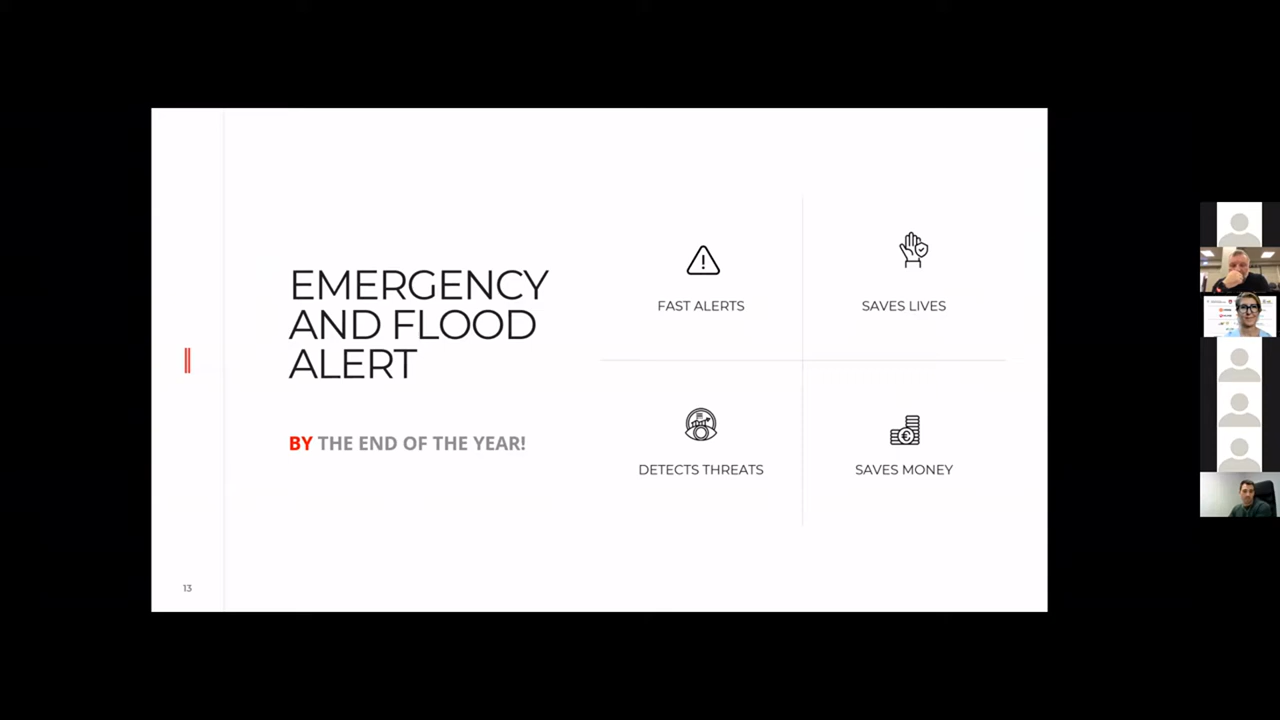 EMERGENCY
AND FLOOD
ALERT
BY THE END OF THE YEAR!
FAST ALERTS
SAVES LIVES
DETECTS THREATS
SAVES MONEY
13